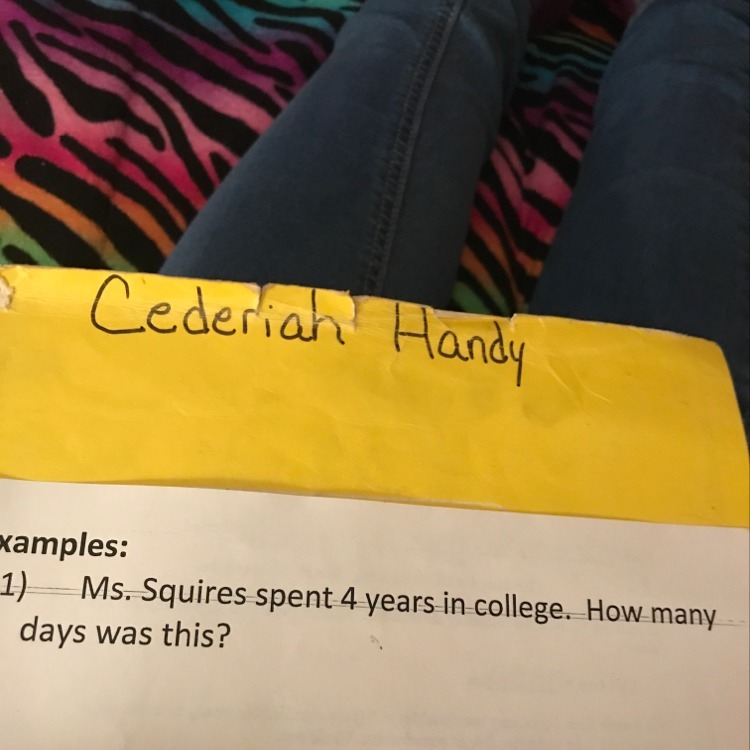 Cederiah Handy
xamples:
1) Ms. Squires spent 4 years in college. How many
days was this?